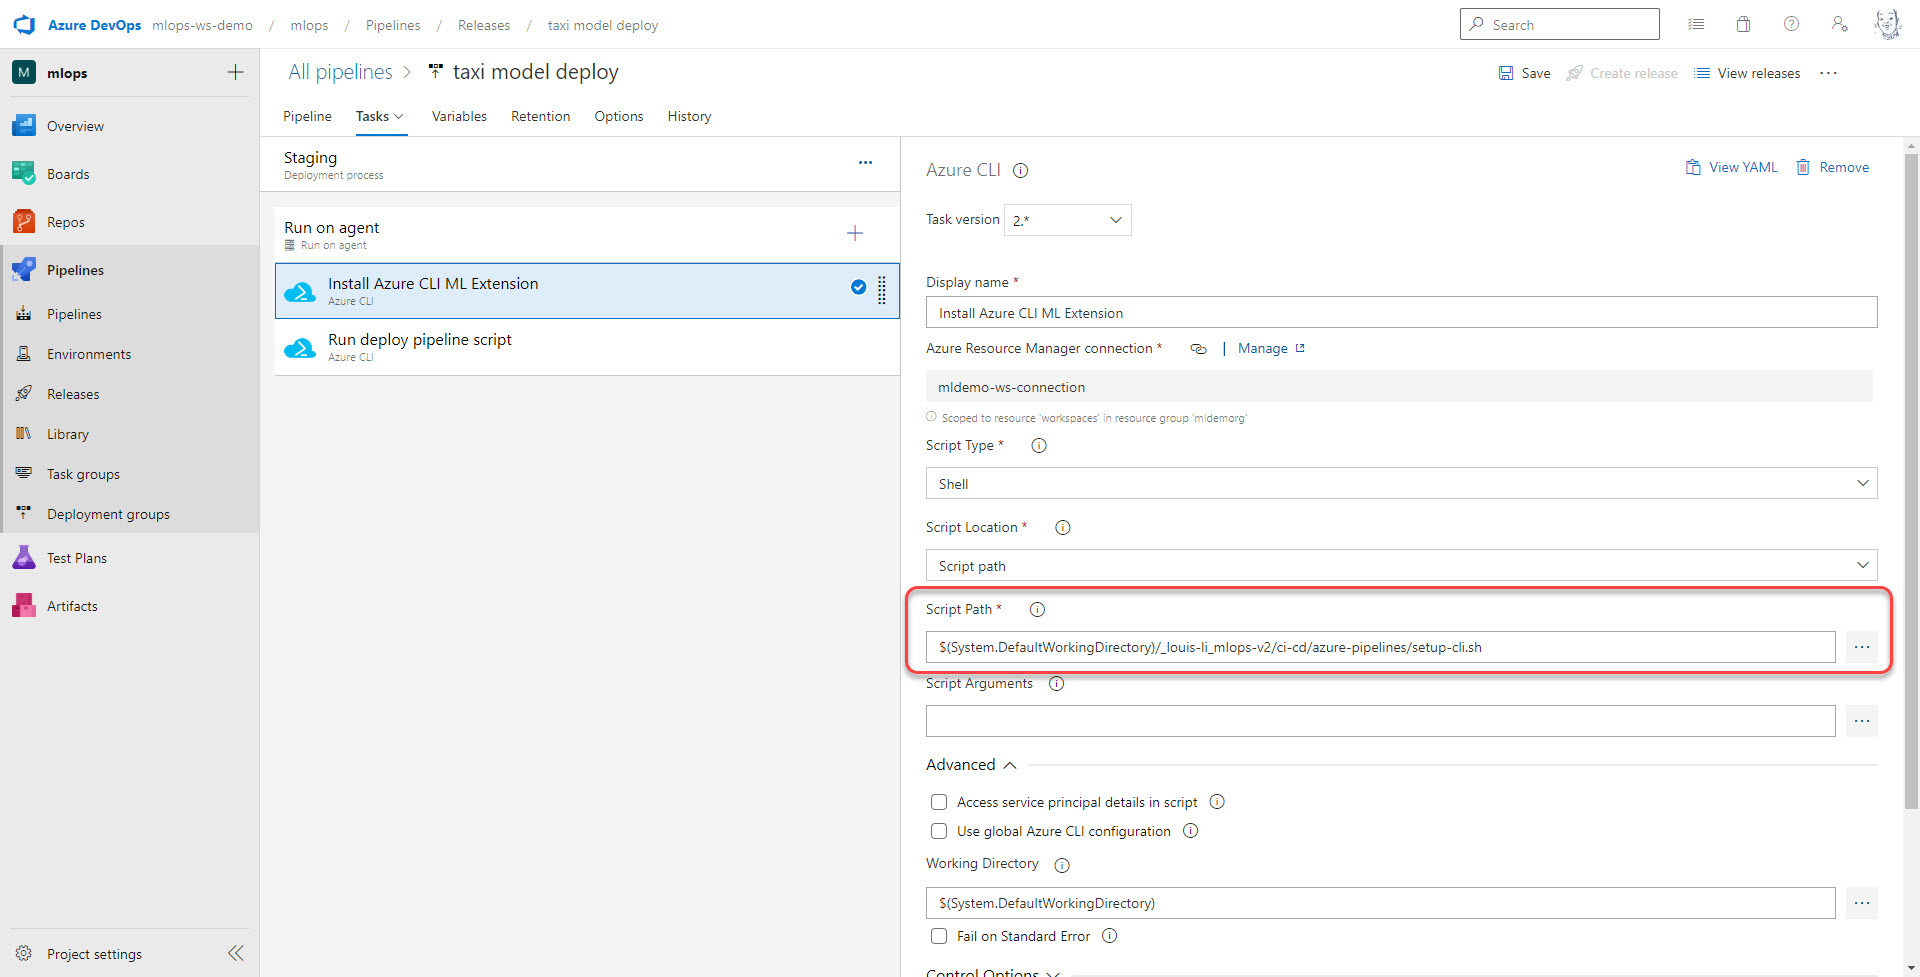 Azure DevOps mlops-ws-demo / mlops / Pipelines / Releases / taxi model deploy
Search
M mlops
All pipelines > taxi model deploy
Save Create release View releases ...
Pipeline Tasks Variables Retention Options History
Overview
Boards
Repos
Pipelines
Pipelines
Environments
Releases
Library
Task groups
Deployment groups
Test Plans
Artifacts
Project settings
Staging
Deployment process
...
Run on agent
Run on agent
Install Azure CLI ML Extension
Azure CLI
Run deploy pipeline script
Azure CLI
Azure CLI
View YAML Remove
Task version 2.*
Display name *
Install Azure CLI ML Extension
Azure Resource Manager connection * | Manage
mldemo-ws-connection
Scoped to resource 'workspaces' in resource group 'mldemorg'
Script Type *
Shell
Script Location *
Script path
Script Path *
$(System.DefaultWorkingDirectory)/_louis-li_mlops-v2/ci-cd/azure-pipelines/setup-cli.sh ...
Script Arguments
...
Advanced
Access service principal details in script
Use global Azure CLI configuration
Working Directory
$(System.DefaultWorkingDirectory) ...
Fail on Standard Error
Control Options